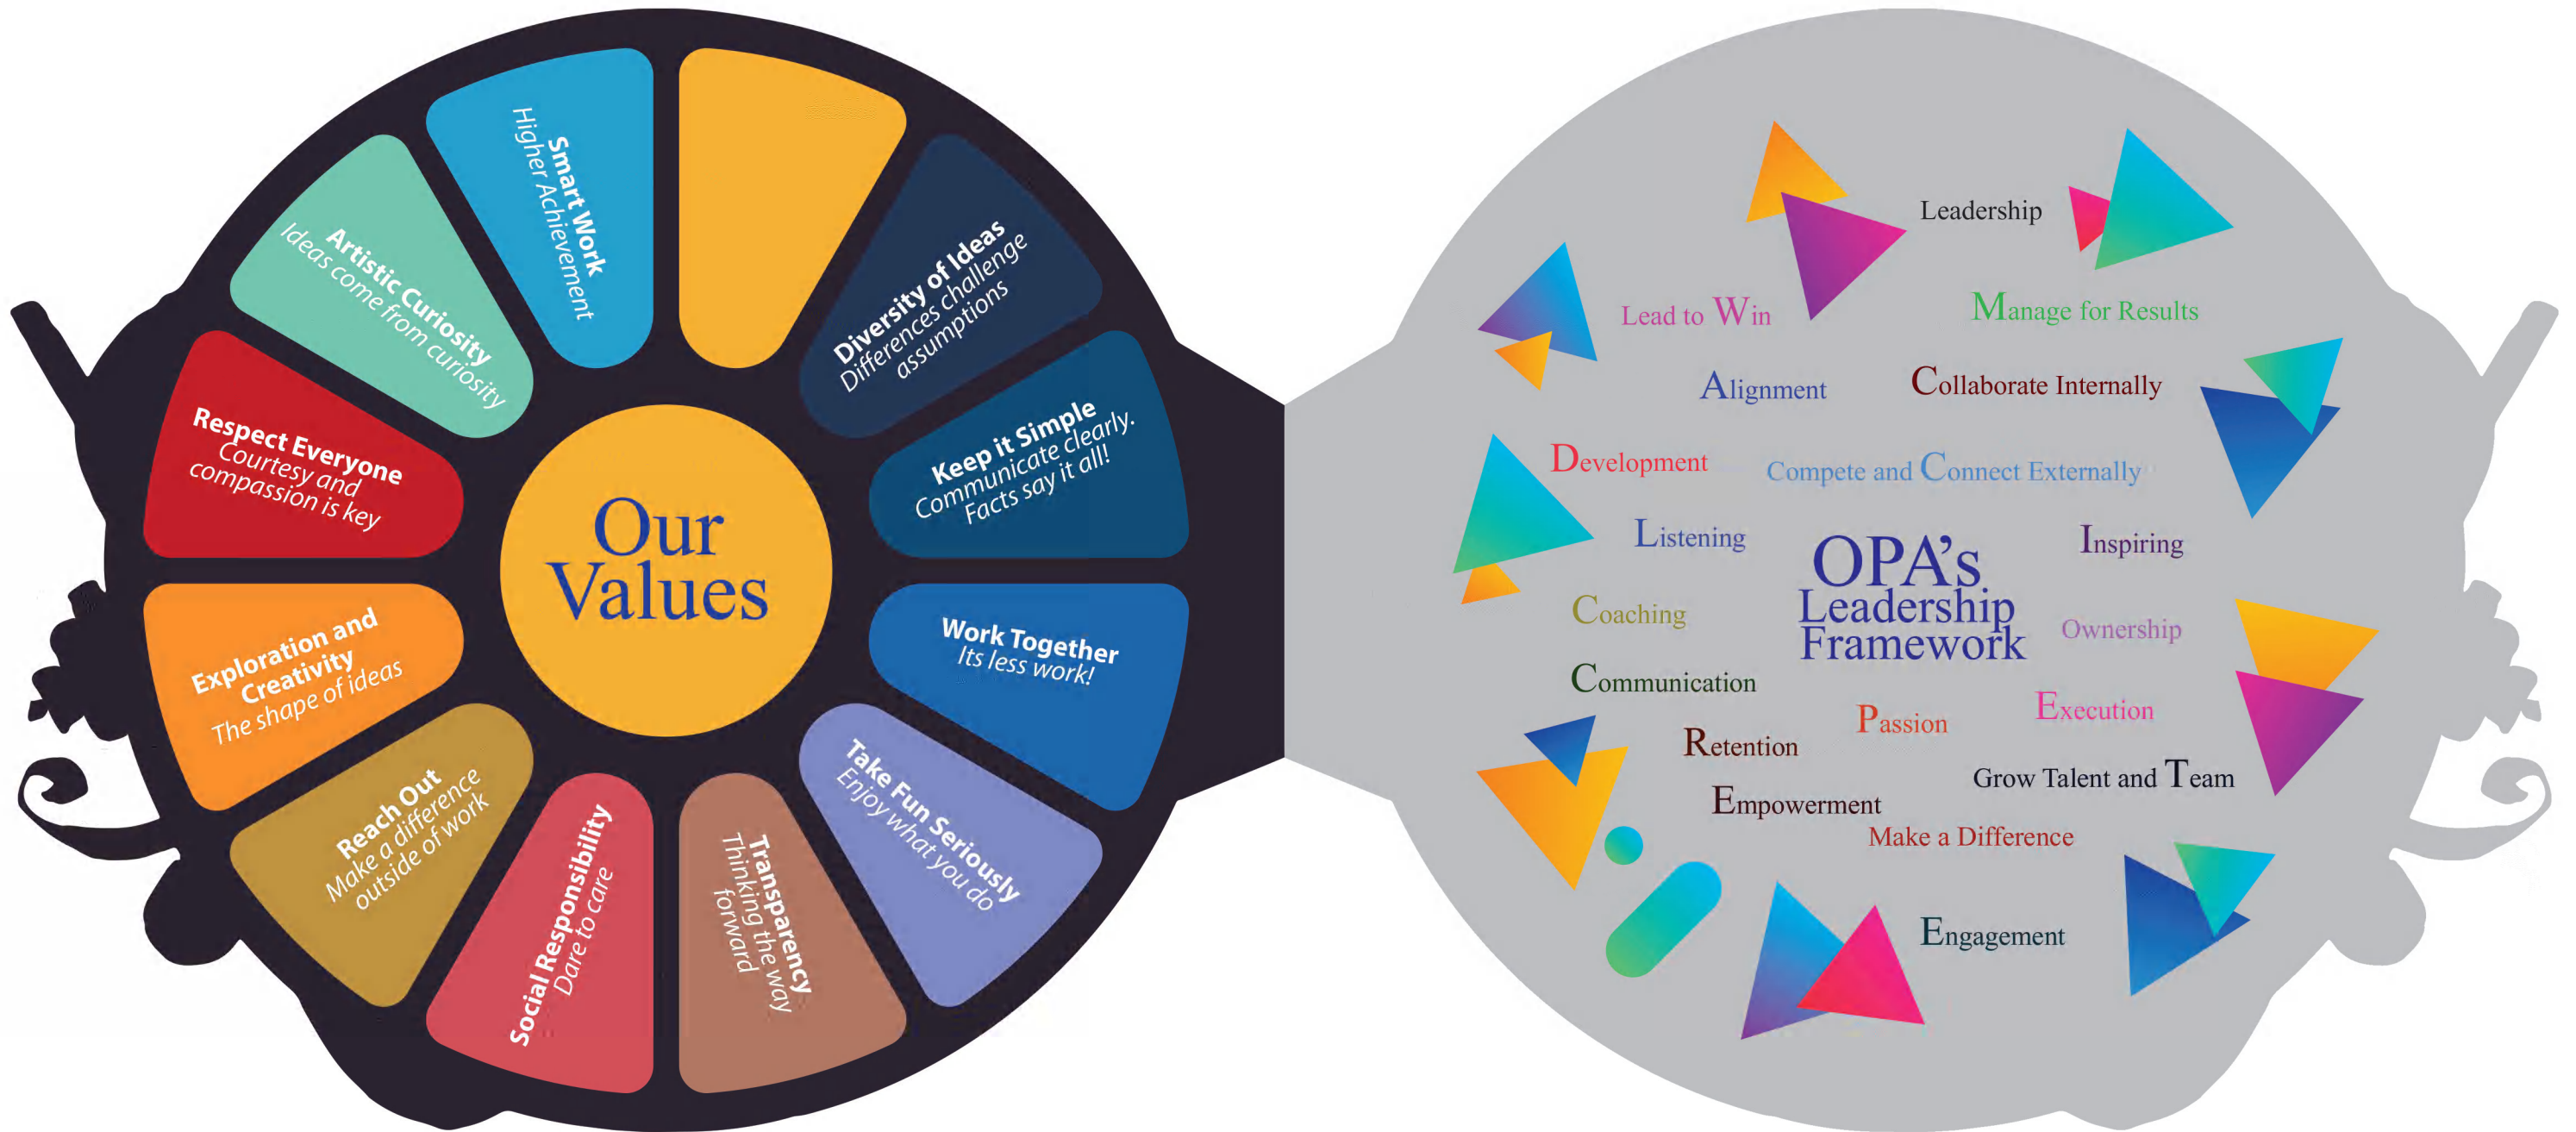 Smart Work
Higher Achievement
Diversity of Ideas
Differences challenge
assumptions
Keep it Simple
Communicate clearly.
Facts say it all!
Work Together
Its less work!
Take Fun Seriously
Enjoy what you do
Transparency
Thinking the way
forward
Social Responsibility
Dare to care
Reach Out
Make a difference
outside of work
Exploration and
Creativity
The shape of ideas
Respect Everyone
Courtesy and
compassion is key
Artistic Curiosity
Ideas come from curiosity
Our
Values
Leadership
Lead to Win
Manage for Results
Alignment
Collaborate Internally
Development
Compete and Connect Externally
Listening
Inspiring
OPA's
Leadership
Framework
Coaching
Ownership
Communication
Passion
Execution
Retention
Grow Talent and Team
Empowerment
Make a Difference
Engagement